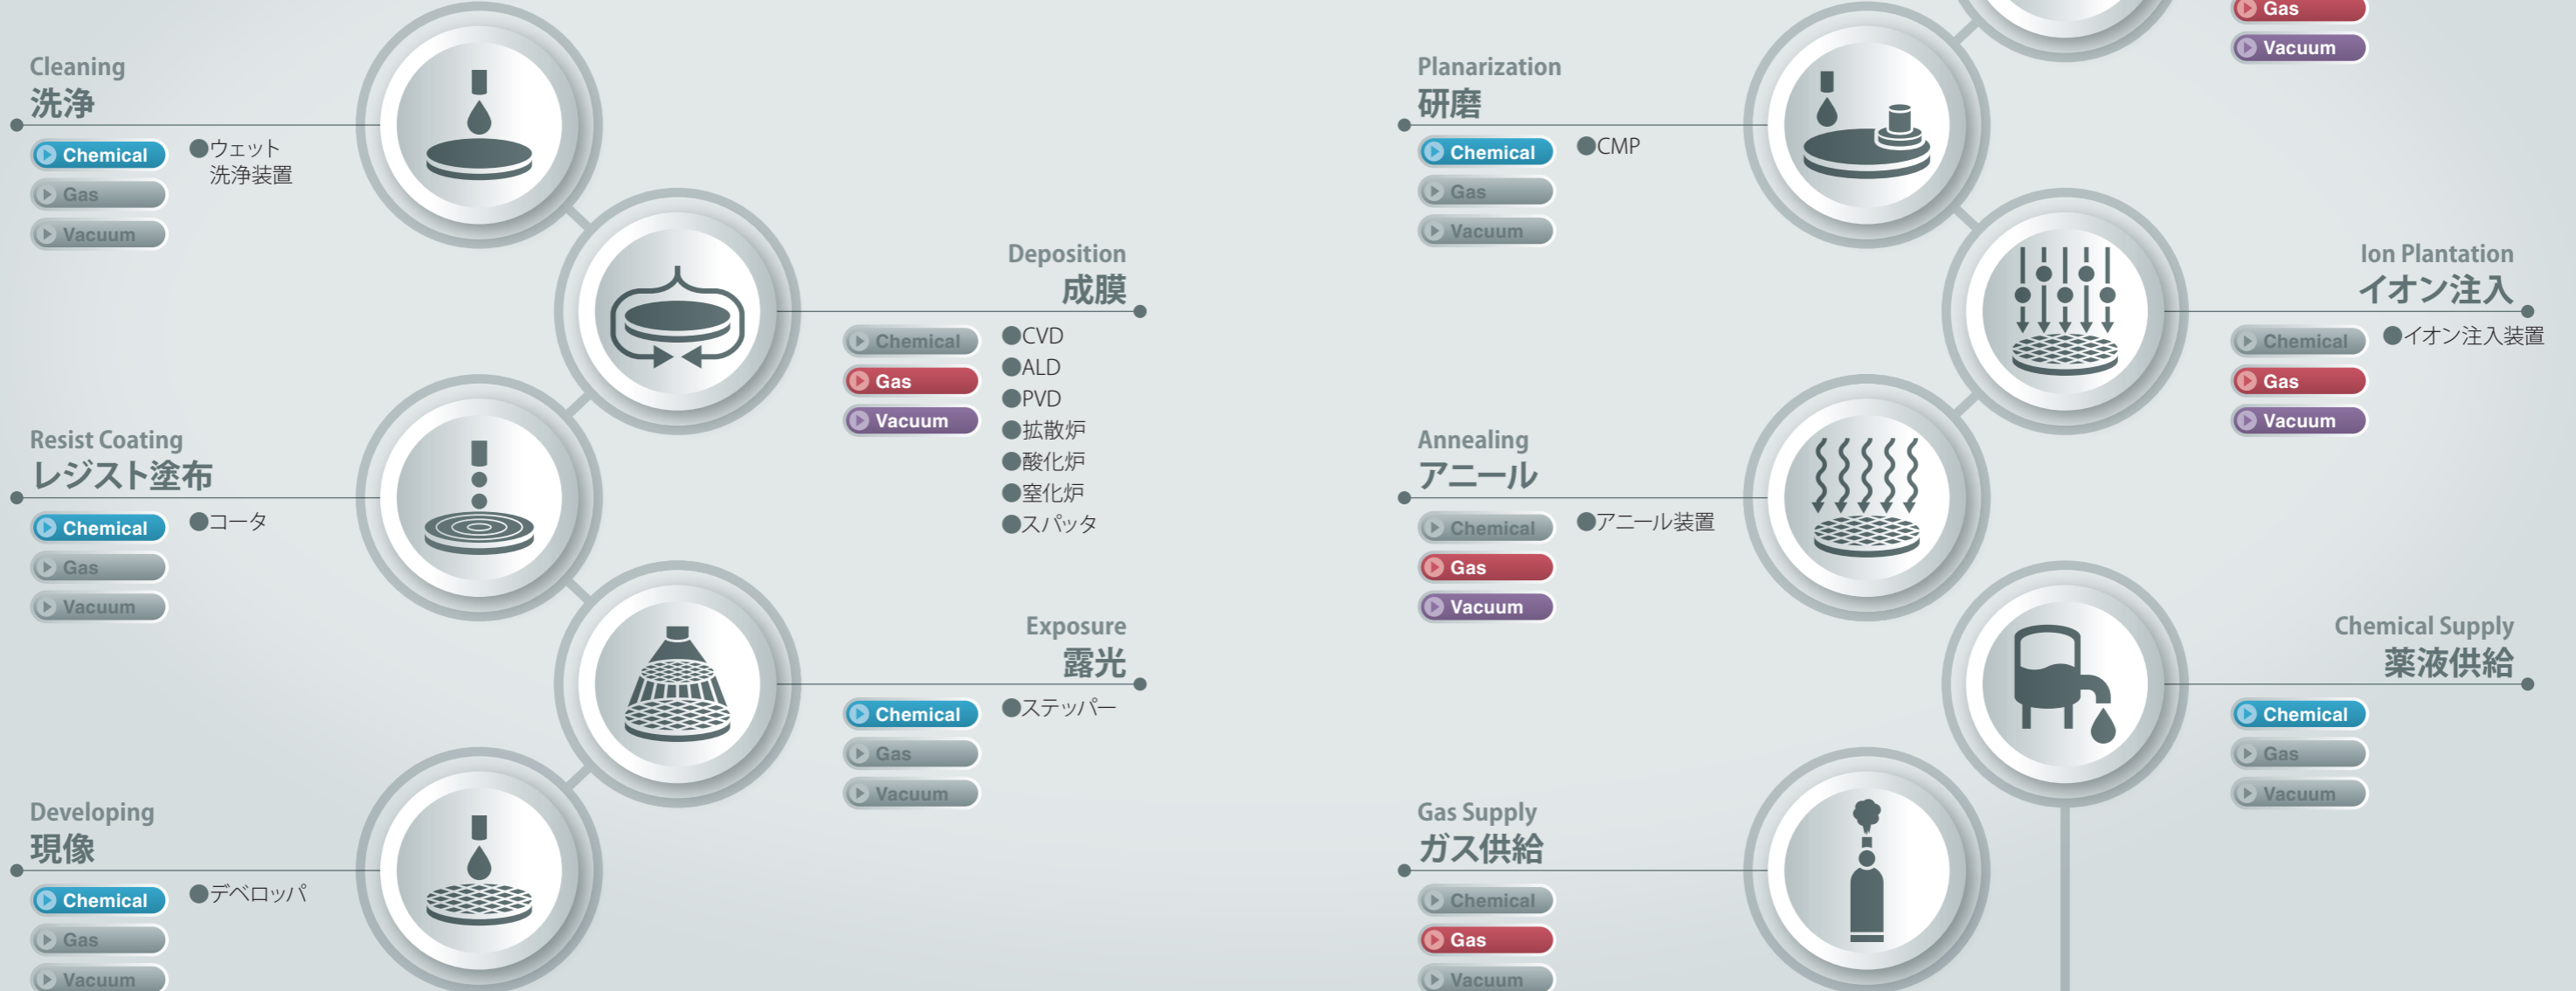 Cleaning
洗浄
Chemical
Gas
Vacuum
●ウェット
洗浄装置
Deposition
成膜
Chemical
Gas
Vacuum
●CVD
●ALD
●PVD
●拡散炉
●酸化炉
●窒化炉
●スパッタ
Resist Coating
レジスト塗布
Chemical
Gas
Vacuum
●コータ
Exposure
露光
Chemical
Gas
Vacuum
●ステッパー
Developing
現像
Chemical
Gas
Vacuum
●デベロッパ
Gas
Vacuum
Planarization
研磨
Chemical
Gas
Vacuum
●CMP
Ion Plantation
イオン注入
Chemical
Gas
Vacuum
●イオン注入装置
Annealing
アニール
Chemical
Gas
Vacuum
●アニール装置
Chemical Supply
薬液供給
Chemical
Gas
Vacuum
Gas Supply
ガス供給
Chemical
Gas
Vacuum